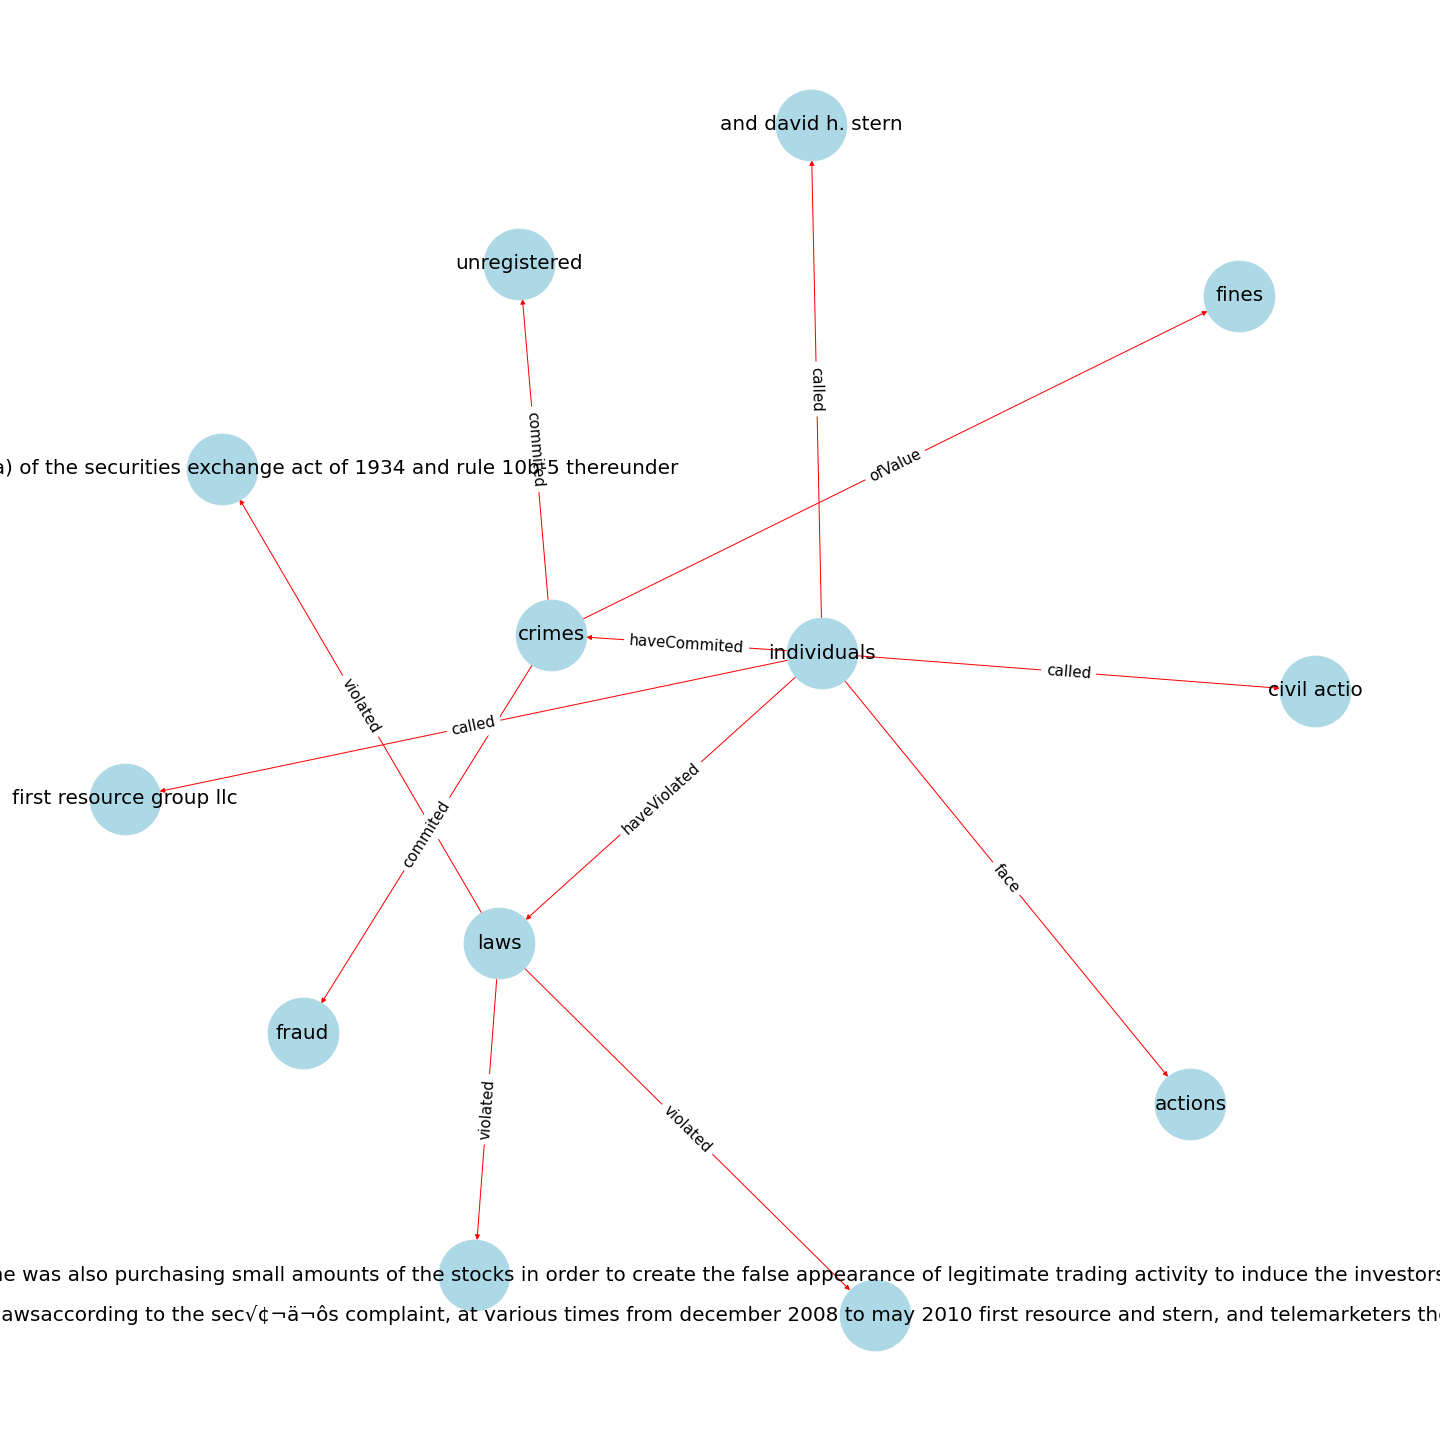 and david h. stern
unregistered
fines
called
commited
ofValue
a) of the securities exchange act of 1934 and rule 10b-5 thereunder
crimes
haveCommited
individuals
called
civil actio
violated
called
first resource group llc
haveViolated
commited
face
laws
fraud
actions
violated
violated
he was also purchasing small amounts of the stocks in order to create the false appearance of legitimate trading activity to induce the investors
lawsaccording to the sec√¢¬ä¬ôs complaint, at various times from december 2008 to may 2010 first resource and stern, and telemarketers the